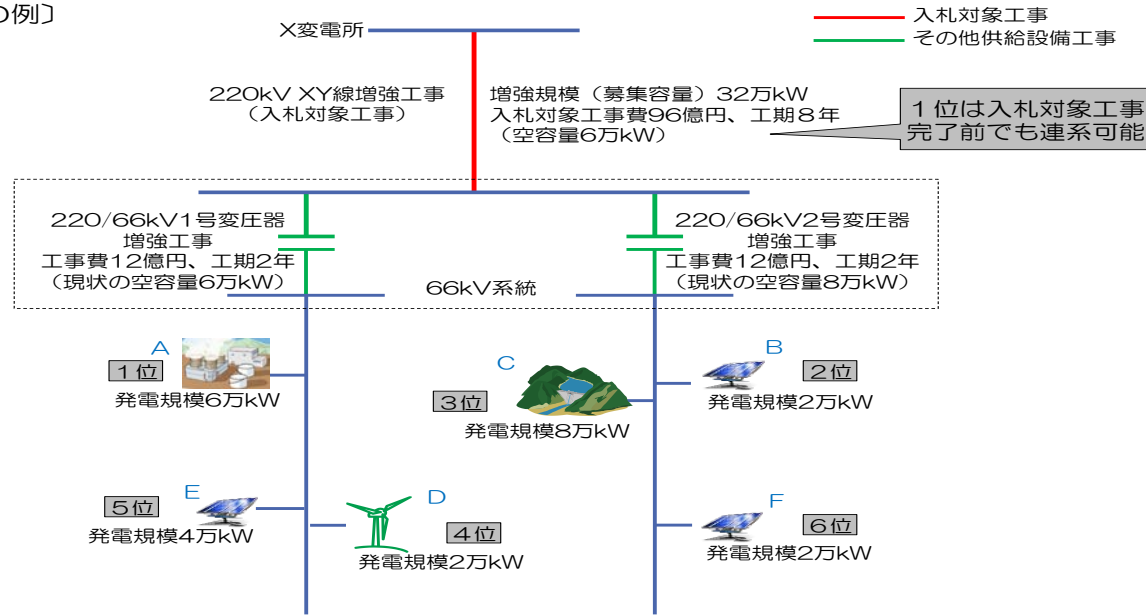 の例〕
入札対象工事
その他供給設備工事
X変電所
220kV XY線増強工事
（入札対象工事）
増強規模（募集容量）32万kW
入札対象工事費96億円、工期８年
（空容量6万kW）
１位は入札対象工事
完了前でも連系可能
220/66kV1号変圧器
増強工事
工事費12億円、工期2年
（現状の空容量6万kW）
220/66kV2号変圧器
増強工事
工事費12億円、工期2年
（現状の空容量8万kW）
66kV系統
A
１位
発電規模6万kW
C
３位
発電規模8万kW
B
２位
発電規模2万kW
E
５位
発電規模4万kW
D
４位
発電規模2万kW
F
６位
発電規模2万kW